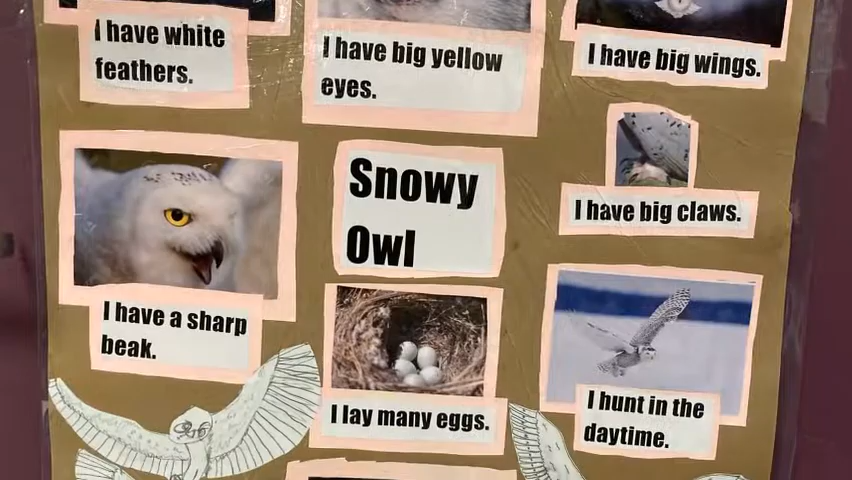 I have white
feathers.
I have big yellow
eyes.
I have big wings.
Snowy
Owl
I have big claws.
I have a sharp
beak.
I lay many eggs.
I hunt in the
daytime.